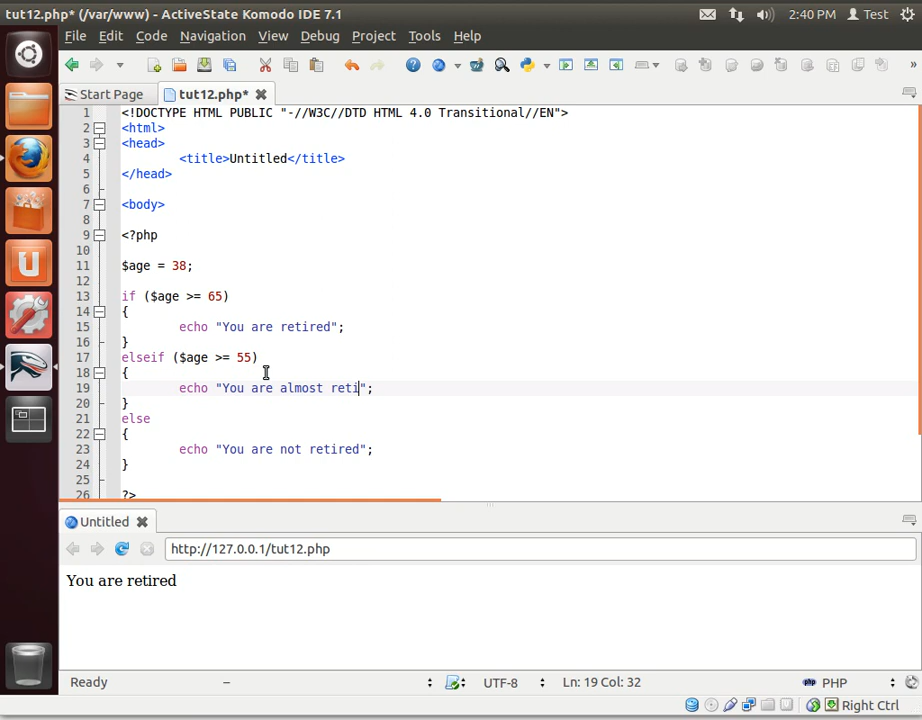 tut12.php* (/var/www) - ActiveState Komodo IDE 7.1
2:40 PM
Test
File Edit Code Navigation View Debug Project Tools Help
Start Page
tut12.php*
1 <!DOCTYPE HTML PUBLIC "-//W3C//DTD HTML 4.0 Transitional//EN">
2 <html>
3 <head>
4 <title>Untitled</title>
5 </head>
6
7 <body>
8
9 <?php
10
11 $age = 38;
12
13 if ($age >= 65)
14 {
15 echo "You are retired";
16 }
17 elseif ($age >= 55)
18 {
19 echo "You are almost reti";
20 }
21 else
22 {
23 echo "You are not retired";
24 }
25
26 ?>
Untitled
http://127.0.0.1/tut12.php
You are retired
Ready – UTF-8 Ln: 19 Col: 32 php PHP
Right Ctrl